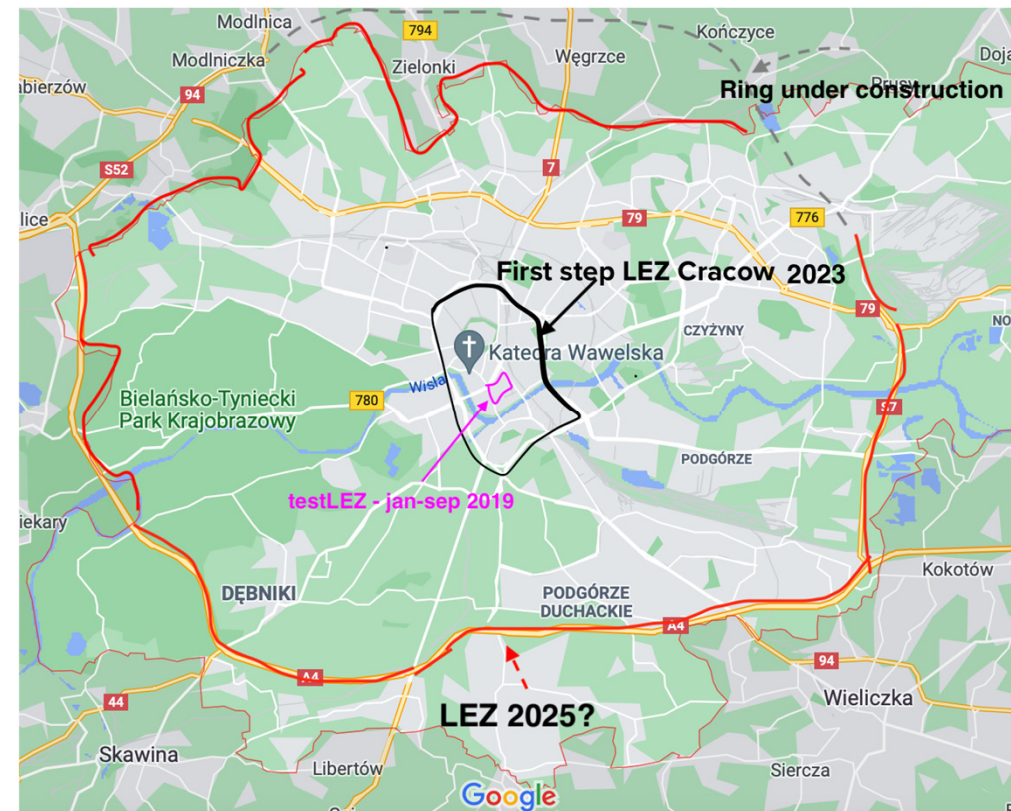 Modlnica
794
Kończyce
Modlniczka
Zielonki
Węgrzce
Doja
abierzów
94
Prusy
Ring under construction
S52
7
lice
79
776
First step LEZ Cracow 2023
79
CZYŻYNY
NO
Katedra Wawelska
Wisła
Bielańsko-Tyniecki
Park Krajobrazowy
780
S7
PODGÓRZE
testLEZ - jan-sep 2019
iekary
Kokotów
DĘBNIKI
PODGÓRZE
DUCHACKIE
A4
94
A4
44
LEZ 2025?
Wieliczka
Skawina
Libertów
Siercza
Google